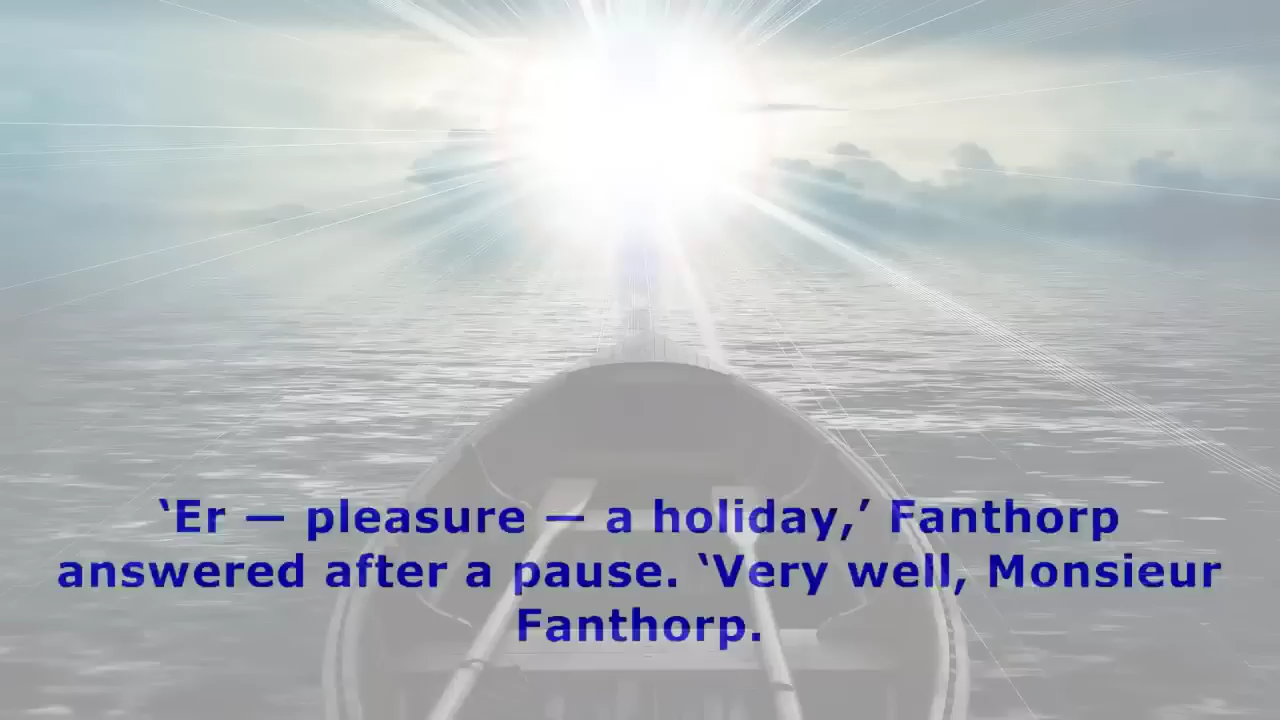 ‘Er — pleasure — a holiday,’ Fanthorp
answered after a pause. ‘Very well, Monsieur
Fanthorp.